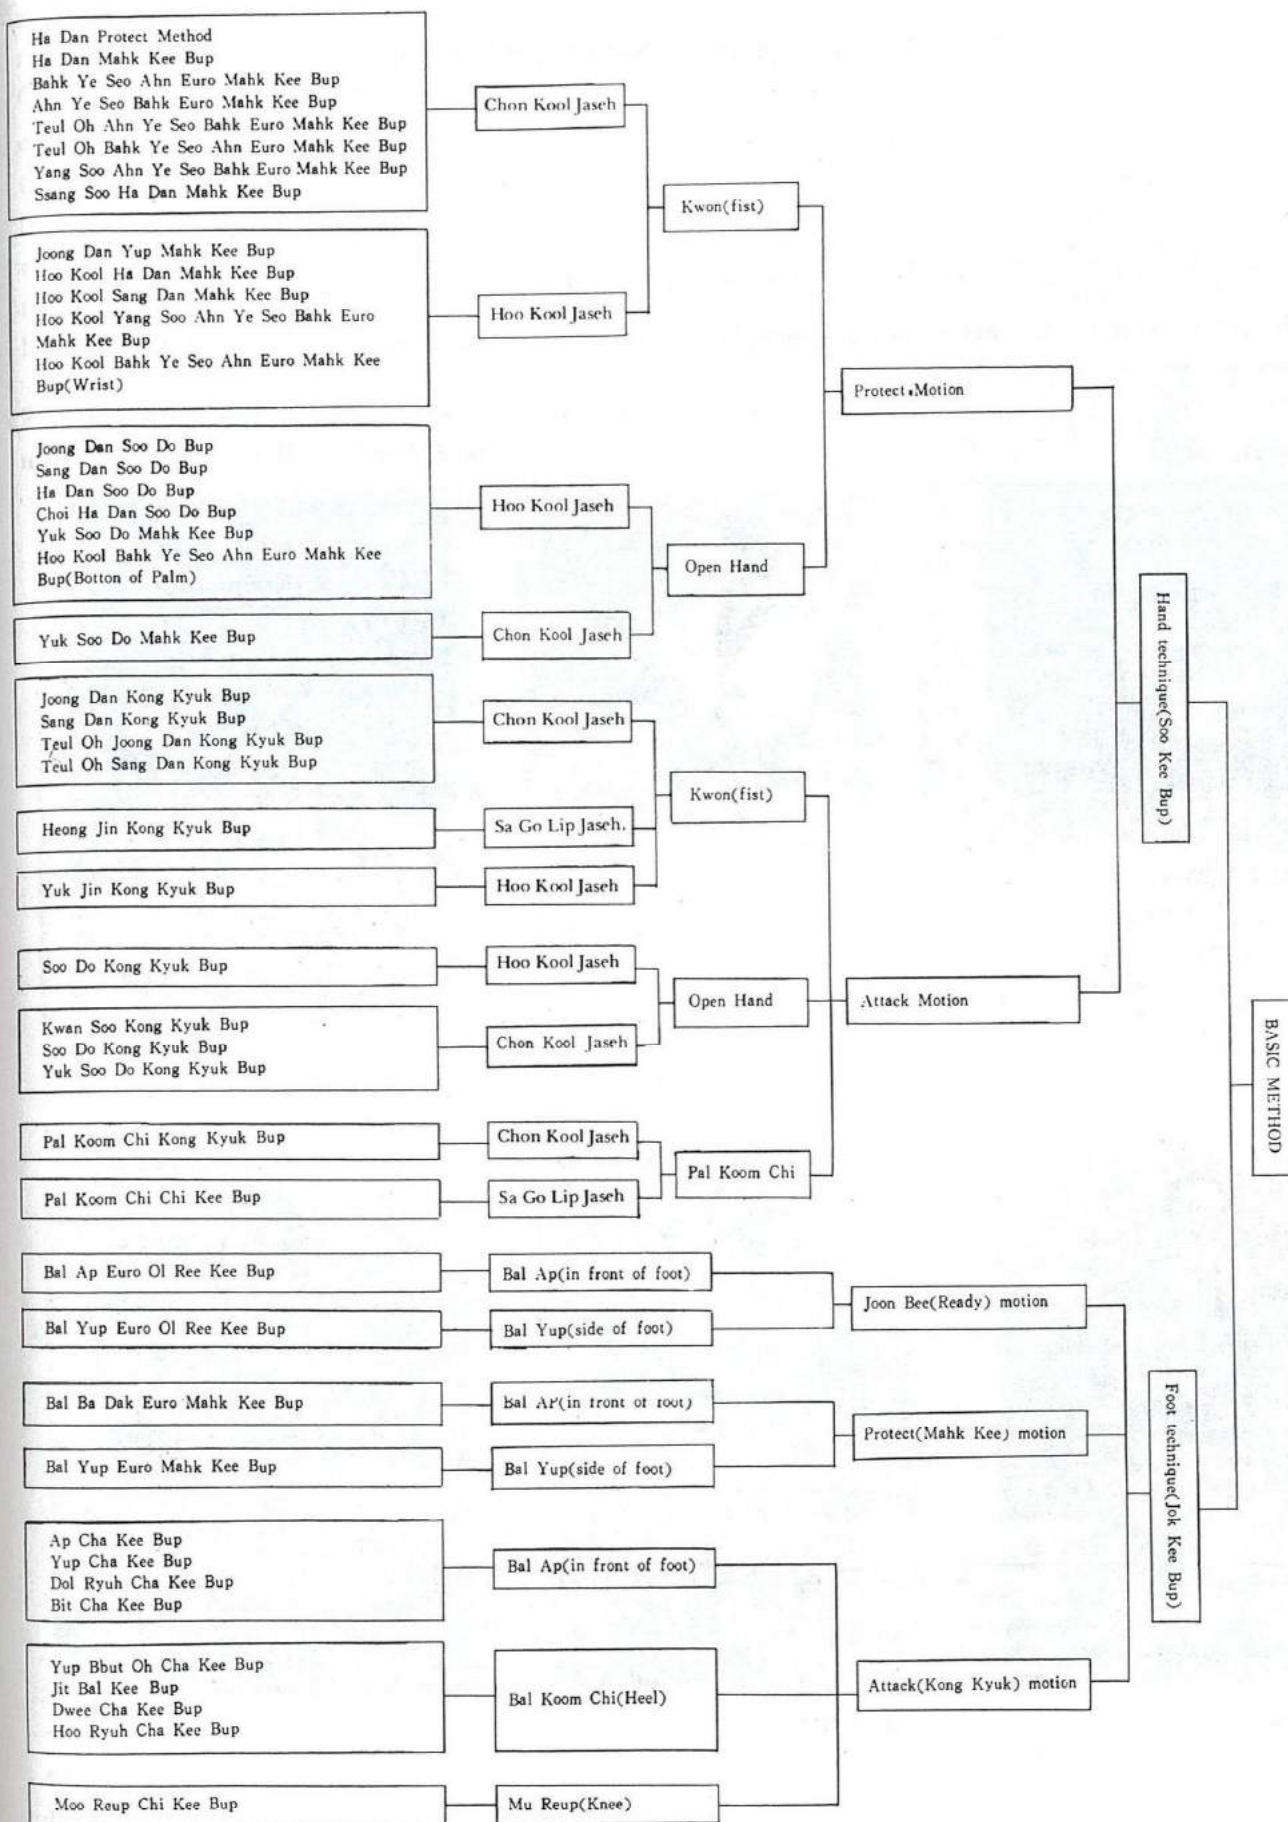 Ha Dan Protect Method
Ha Dan Mahk Kee Bup
Bahk Ye Seo Ahn Euro Mahk Kee Bup
Ahn Ye Seo Bahk Euro Mahk Kee Bup
Teul Oh Ahn Ye Seo Bahk Euro Mahk Kee Bup
Teul Oh Bahk Ye Seo Ahn Euro Mahk Kee Bup
Yang Soo Ahn Ye Seo Bahk Euro Mahk Kee Bup
Ssang Soo Ha Dan Mahk Kee Bup
Chon Kool Jaseh
Joong Dan Yup Mahk Kee Bup
Hoo Kool Ha Dan Mahk Kee Bup
Hoo Kool Sang Dan Mahk Kee Bup
Hoo Kool Yang Soo Ahn Ye Seo Bahk Euro
Mahk Kee Bup
Hoo Kool Bahk Ye Seo Ahn Euro Mahk Kee
Bup(Wrist)
Hoo Kool Jaseh
Kwon(fist)
Joong Dan Soo Do Bup
Sang Dan Soo Do Bup
Ha Dan Soo Do Bup
Choi Ha Dan Soo Do Bup
Yuk Soo Do Mahk Kee Bup
Hoo Kool Bahk Ye Seo Ahn Euro Mahk Kee
Bup(Botton of Palm)
Hoo Kool Jaseh
Yuk Soo Do Mahk Kee Bup
Chon Kool Jaseh
Open Hand
Protect Motion
Joong Dan Kong Kyuk Bup
Sang Dan Kong Kyuk Bup
Teul Oh Joong Dan Kong Kyuk Bup
Teul Oh Sang Dan Kong Kyuk Bup
Chon Kool Jaseh
Heong Jin Kong Kyuk Bup
Sa Go Lip Jaseh.
Yuk Jin Kong Kyuk Bup
Hoo Kool Jaseh
Kwon(fist)
Soo Do Kong Kyuk Bup
Hoo Kool Jaseh
Kwan Soo Kong Kyuk Bup
Soo Do Kong Kyuk Bup
Yuk Soo Do Kong Kyuk Bup
Chon Kool Jaseh
Open Hand
Pal Koom Chi Kong Kyuk Bup
Chon Kool Jaseh
Pal Koom Chi Chi Kee Bup
Sa Go Lip Jaseh
Pal Koom Chi
Attack Motion
Hand technique(Soo Kee Bup)
Bal Ap Euro Ol Ree Kee Bup
Bal Ap(in front of foot)
Bal Yup Euro Ol Ree Kee Bup
Bal Yup(side of foot)
Joon Bee(Ready) motion
Bal Ba Dak Euro Mahk Kee Bup
Bal AP(in front of foot)
Bal Yup Euro Mahk Kee Bup
Bal Yup(side of foot)
Protect(Mahk Kee) motion
Ap Cha Kee Bup
Yup Cha Kee Bup
Dol Ryuh Cha Kee Bup
Bit Cha Kee Bup
Bal Ap(in front of foot)
Yup Bbut Oh Cha Kee Bup
Jit Bal Kee Bup
Dwee Cha Kee Bup
Hoo Ryuh Cha Kee Bup
Bal Koom Chi(Heel)
Moo Reup Chi Kee Bup
Mu Reup(Knee)
Attack(Kong Kyuk) motion
Foot technique(Jok Kee Bup)
BASIC METHOD